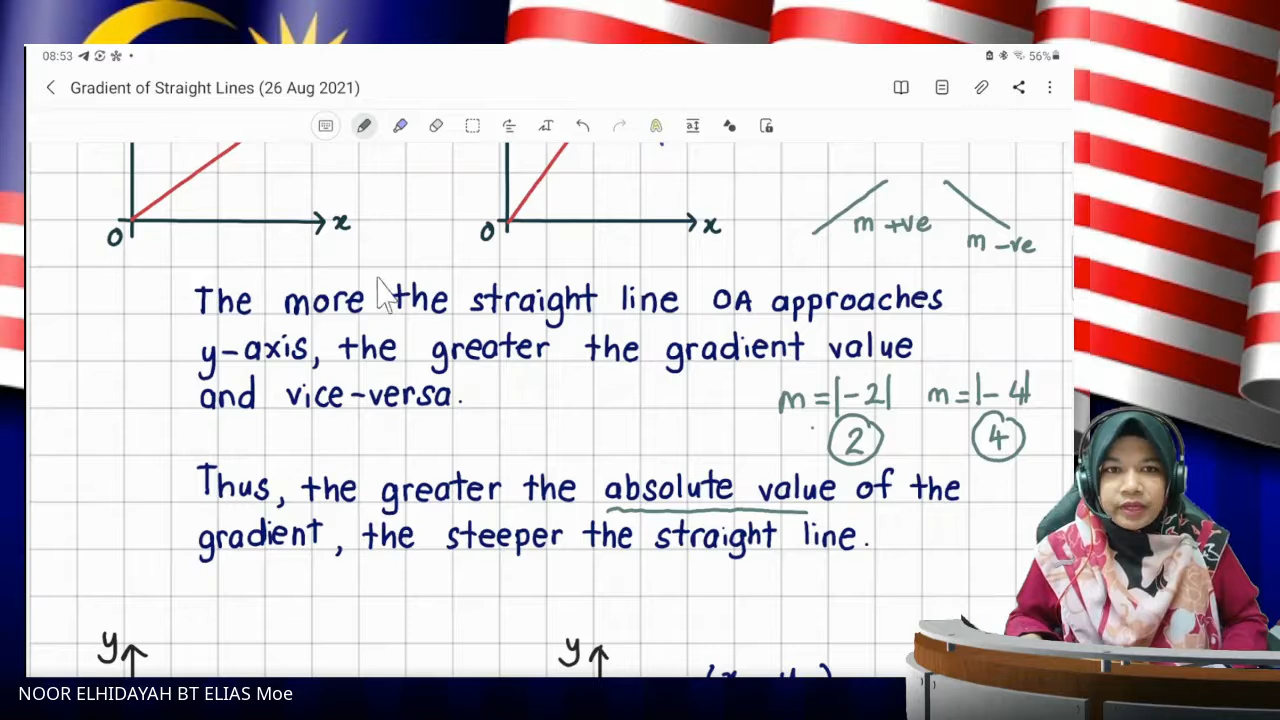 08:53
56%
Gradient of Straight Lines (26 Aug 2021)
0 x
0 x
m +ve
m -ve
The more the straight line OA approaches
y-axis, the greater the gradient value
and vice-versa.
m = |-2| m = |-4|
2 4
Thus, the greater the absolute value of the
gradient, the steeper the straight line.
y y
NOOR ELHIDAYAH BT ELIAS Moe